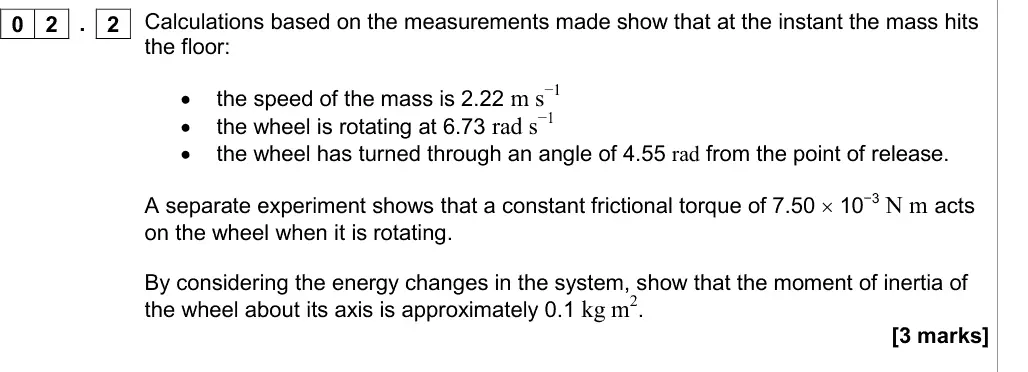 0 2 . 2 Calculations based on the measurements made show that at the instant the mass hits
the floor:
• the speed of the mass is 2.22 m s⁻¹
• the wheel is rotating at 6.73 rad s⁻¹
• the wheel has turned through an angle of 4.55 rad from the point of release.
A separate experiment shows that a constant frictional torque of 7.50 × 10⁻³ N m acts
on the wheel when it is rotating.
By considering the energy changes in the system, show that the moment of inertia of
the wheel about its axis is approximately 0.1 kg m².
[3 marks]